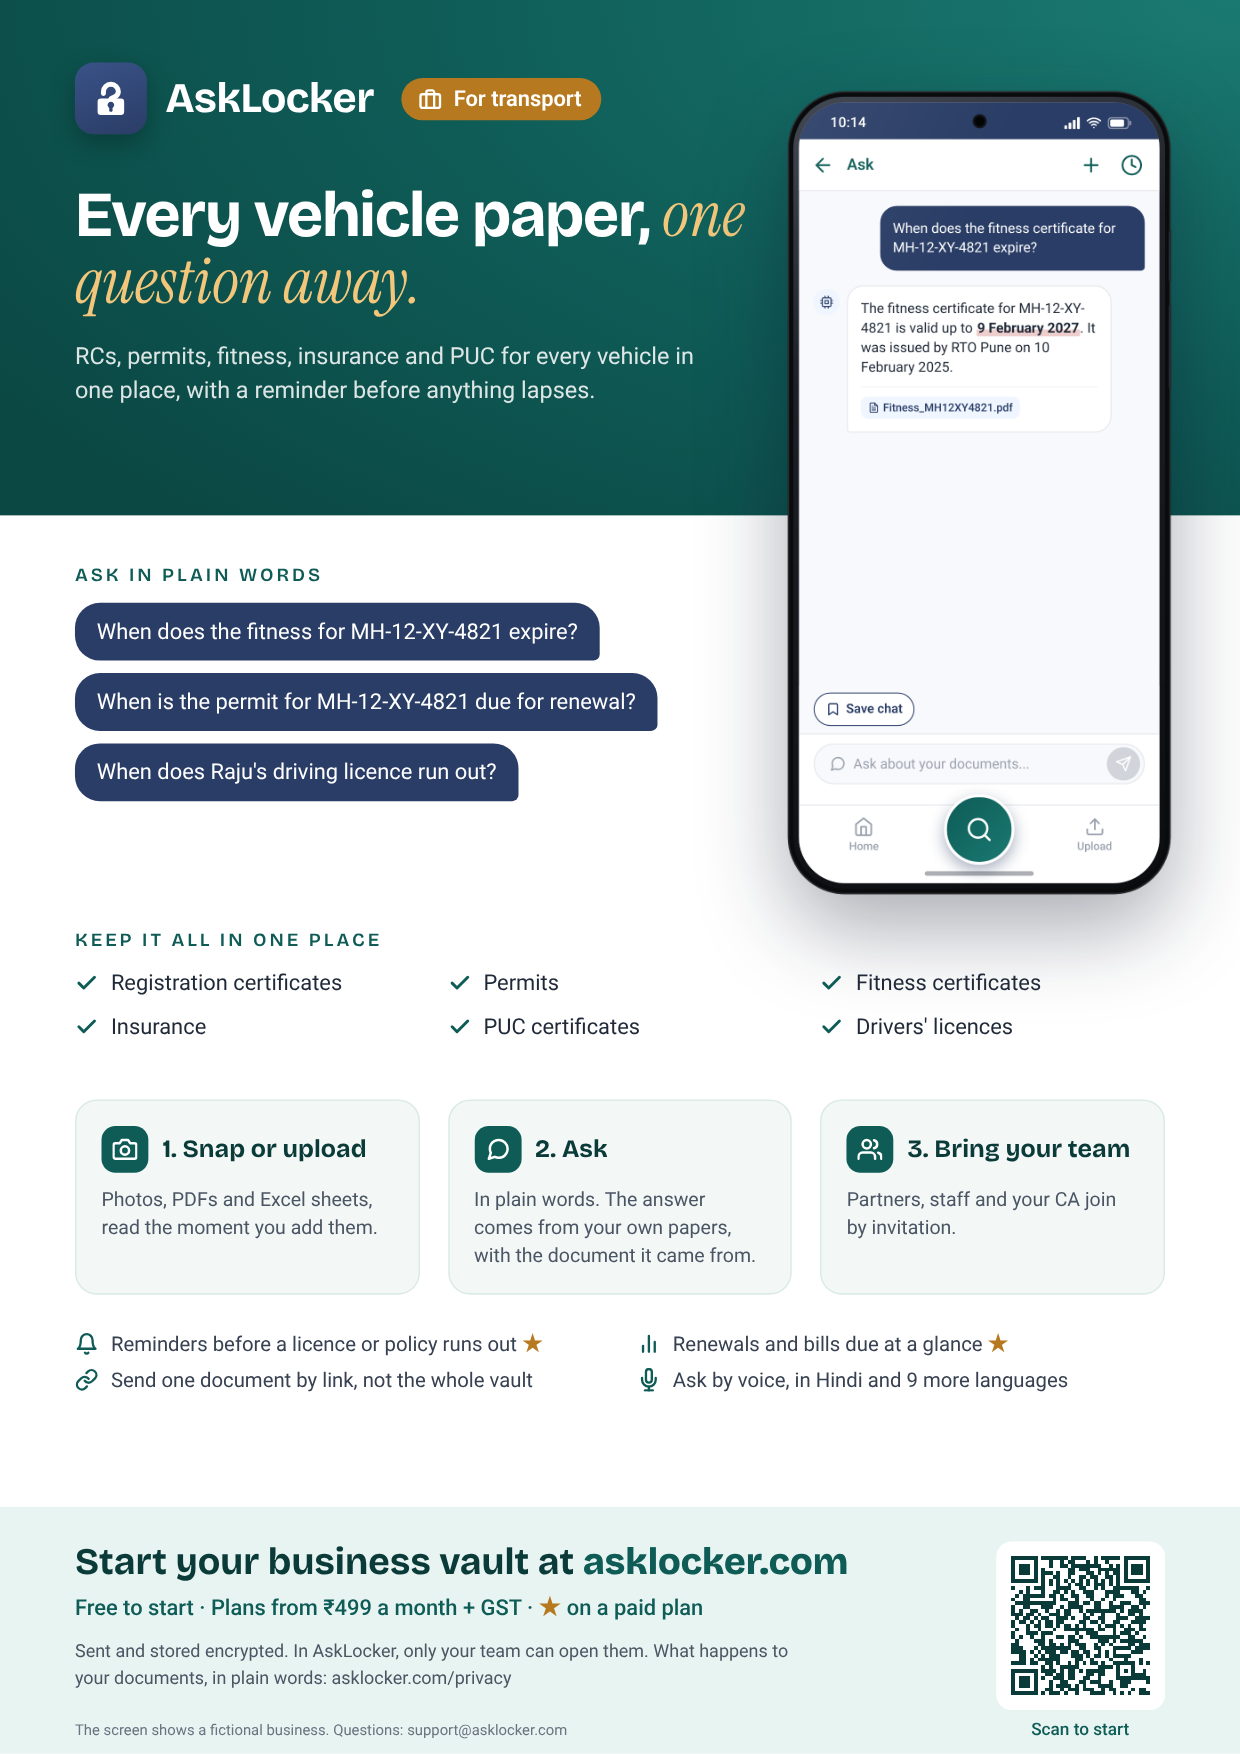 AskLocker
For transport
Every vehicle paper, one
question away.
RCs, permits, fitness, insurance and PUC for every vehicle in
one place, with a reminder before anything lapses.
10:14
Ask
When does the fitness certificate for
MH-12-XY-4821 expire?
The fitness certificate for MH-12-XY-
4821 is valid up to 9 February 2027. It
was issued by RTO Pune on 10
February 2025.
Fitness_MH12XY4821.pdf
Save chat
Ask about your documents...
Home
Upload
ASK IN PLAIN WORDS
When does the fitness for MH-12-XY-4821 expire?
When is the permit for MH-12-XY-4821 due for renewal?
When does Raju's driving licence run out?
KEEP IT ALL IN ONE PLACE
Registration certificates
Permits
Fitness certificates
Insurance
PUC certificates
Drivers' licences
1. Snap or upload
Photos, PDFs and Excel sheets,
read the moment you add them.
2. Ask
In plain words. The answer
comes from your own papers,
with the document it came from.
3. Bring your team
Partners, staff and your CA join
by invitation.
Reminders before a licence or policy runs out ★
Renewals and bills due at a glance ★
Send one document by link, not the whole vault
Ask by voice, in Hindi and 9 more languages
Start your business vault at asklocker.com
Free to start · Plans from ₹499 a month + GST · ★ on a paid plan
Sent and stored encrypted. In AskLocker, only your team can open them. What happens to
your documents, in plain words: asklocker.com/privacy
The screen shows a fictional business. Questions: support@asklocker.com
Scan to start